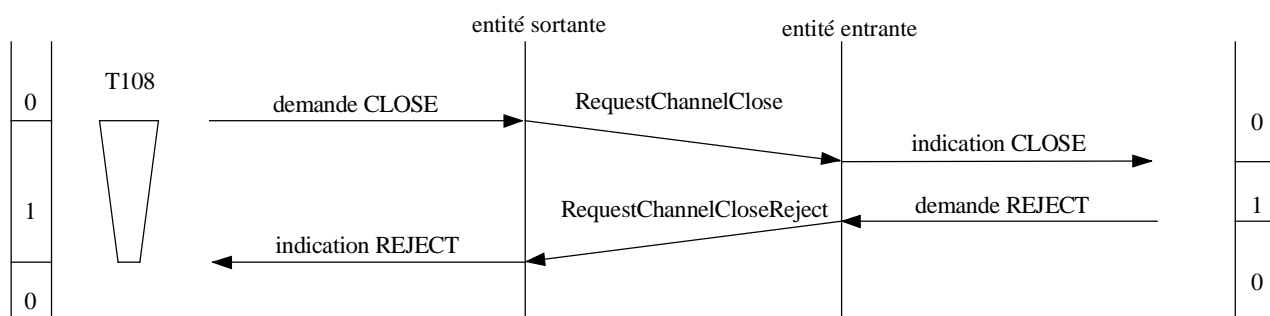 entité sortante
entité entrante
T108
0
demande CLOSE
RequestChannelClose
0
indication CLOSE
1
RequestChannelCloseReject
demande REJECT
1
indication REJECT
0
0